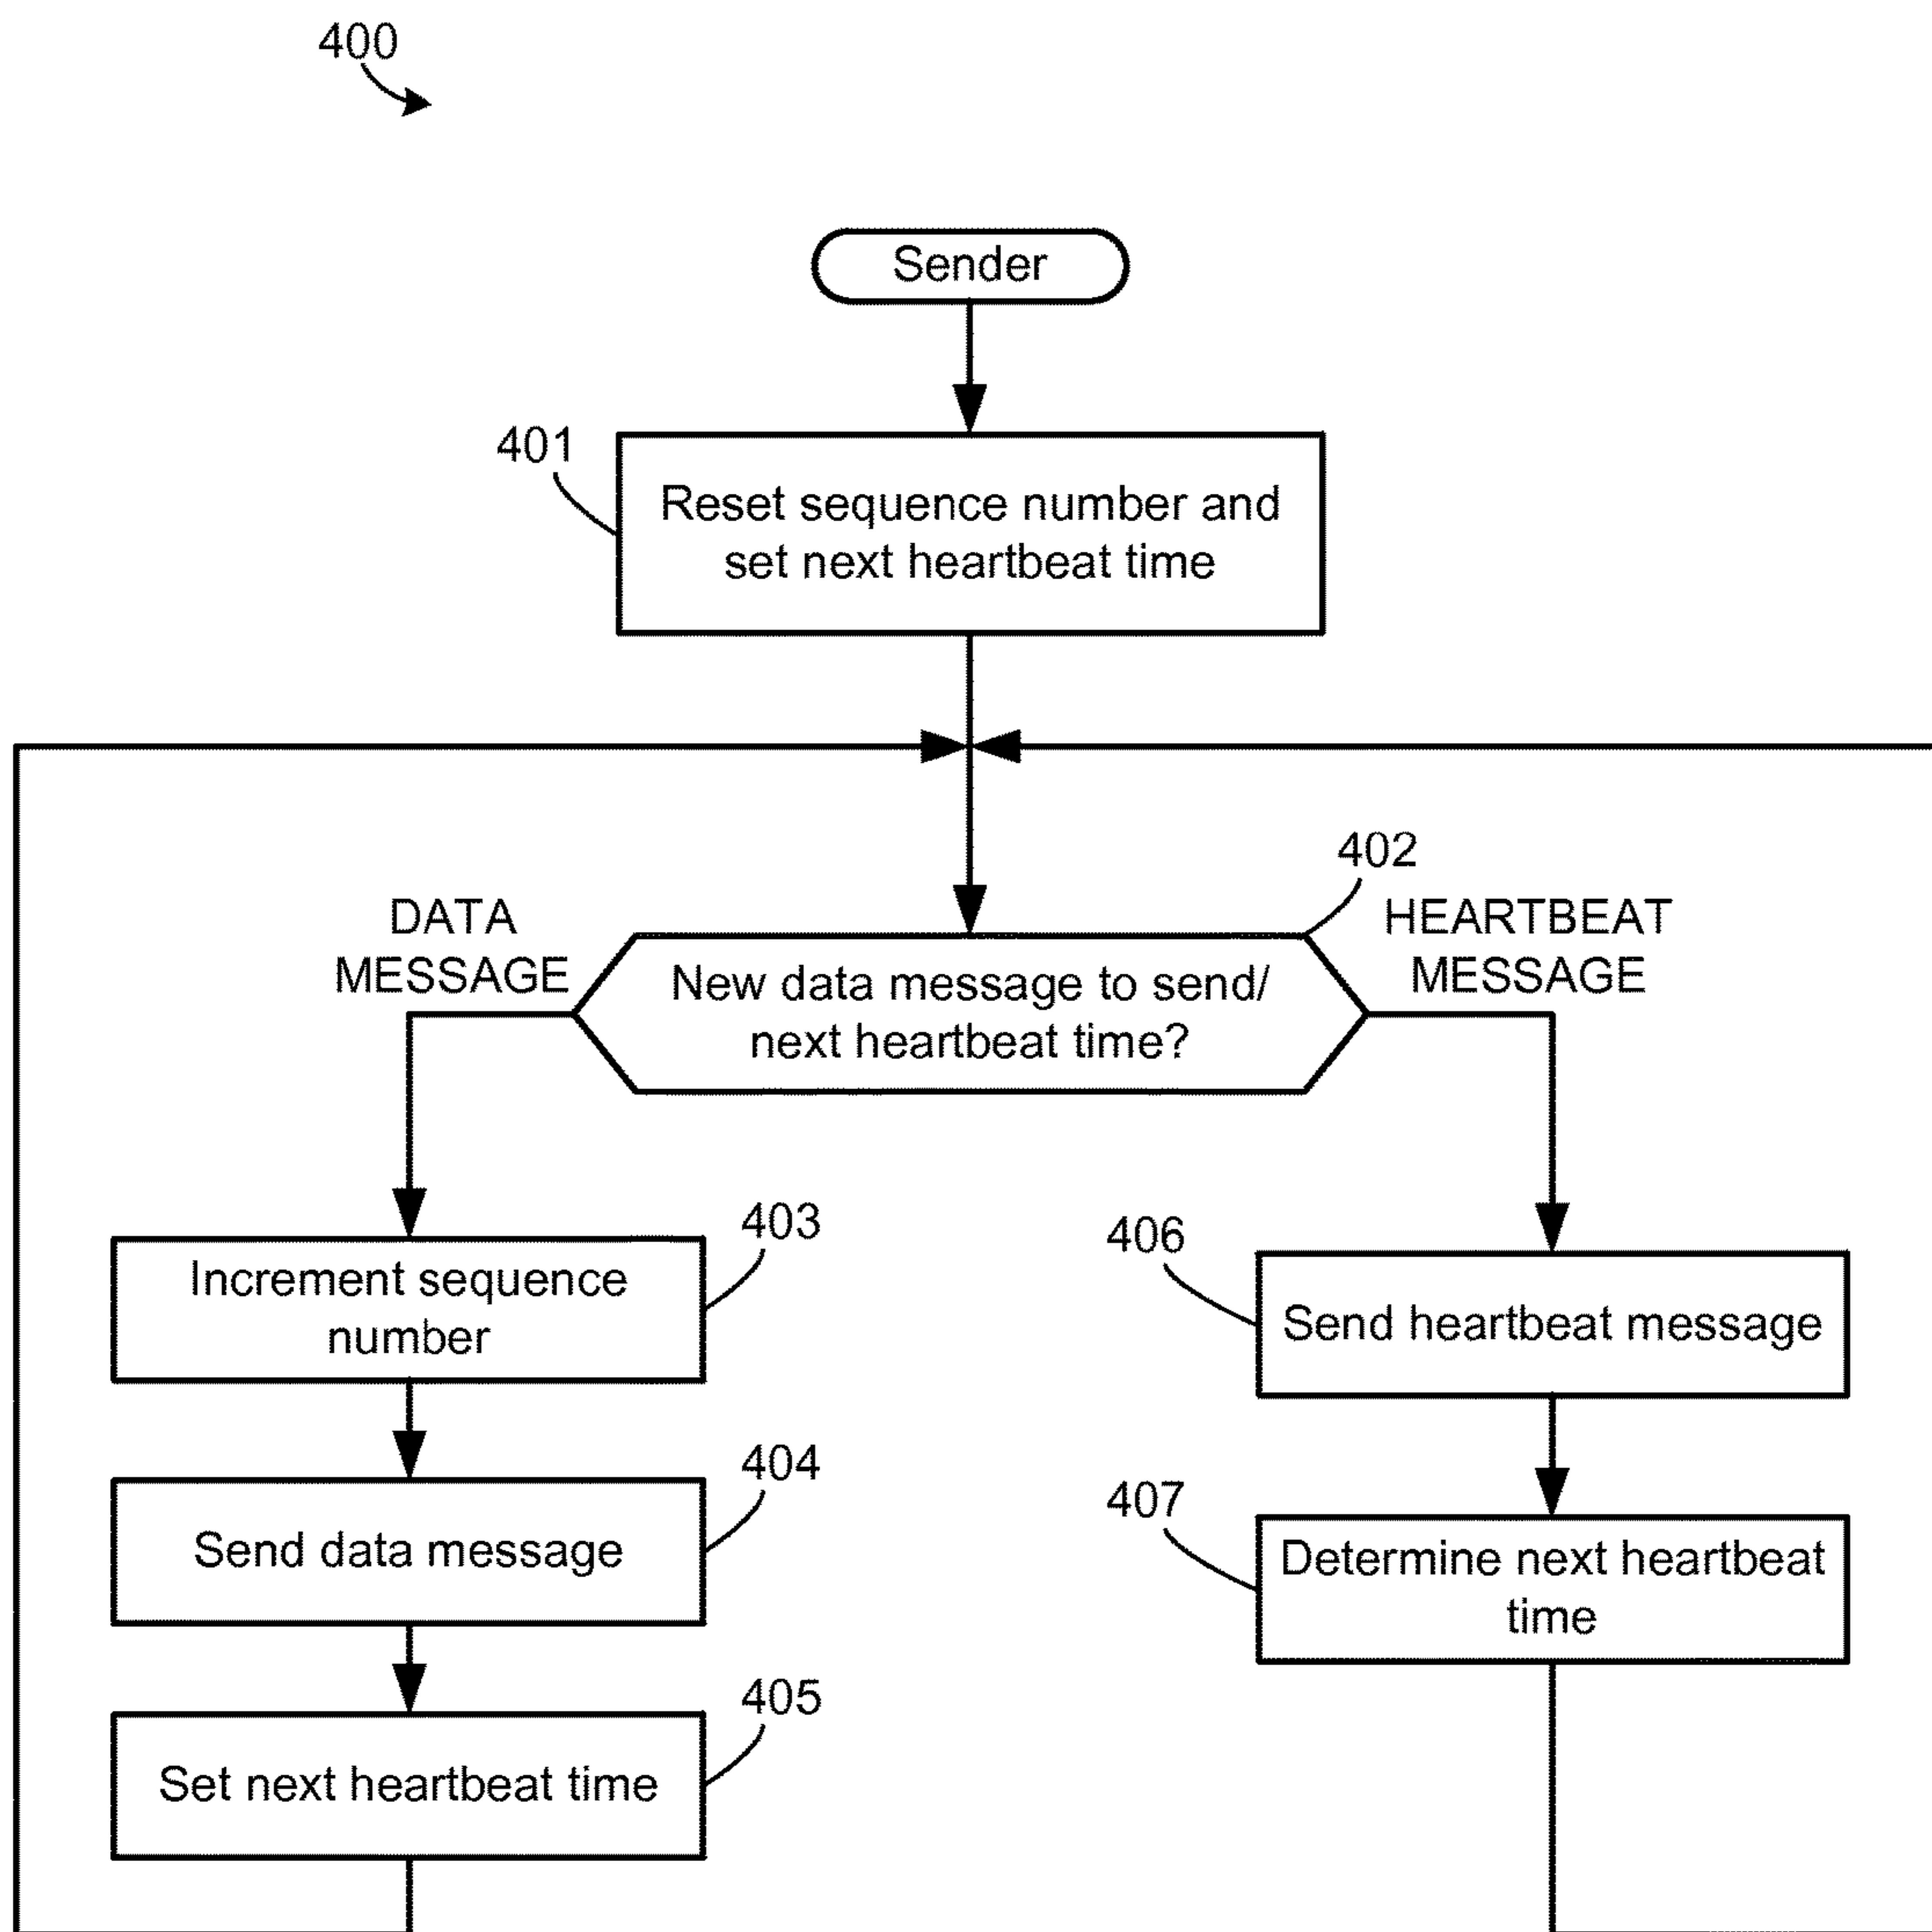 400
Sender
401
Reset sequence number and
set next heartbeat time
402
DATA
MESSAGE
New data message to send/
next heartbeat time?
HEARTBEAT
MESSAGE
403
Increment sequence
number
404
Send data message
405
Set next heartbeat time
406
Send heartbeat message
407
Determine next heartbeat
time